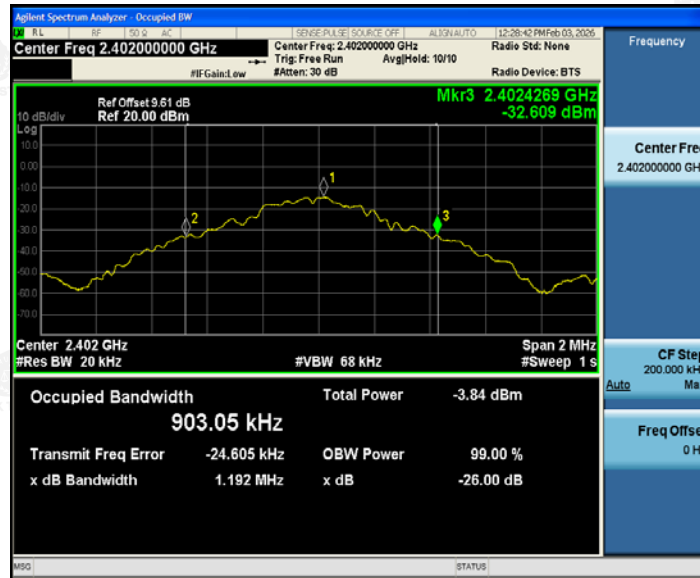 Agilent Spectrum Analyzer - Occupied BW
RL RF 50 Ω AC SENSE:PULSE SOURCE OFF ALIGN AUTO 12:28:42 PM Feb 03, 2026
Center Freq 2.402000000 GHz Center Freq: 2.402000000 GHz Radio Std: None
Trig: Free Run Avg|Hold: 10/10
#IFGain:Low #Atten: 30 dB Radio Device: BTS
Frequency
Ref Offset 9.61 dB Mkr3 2.4024269 GHz
10 dB/div Ref 20.00 dBm -32.609 dBm
Log
10.0
0.00
-10.0
-20.0
-30.0
-40.0
-50.0
-60.0
-70.0
1
2
3
Center 2.402 GHz Span 2 MHz
#Res BW 20 kHz #VBW 68 kHz #Sweep 1 s
Occupied Bandwidth Total Power -3.84 dBm
903.05 kHz
Transmit Freq Error -24.605 kHz OBW Power 99.00 %
x dB Bandwidth 1.192 MHz x dB -26.00 dB
Center Fre
2.402000000 GH
CF Step
200.000 kH
Auto Ma
Freq Offse
0 H
MSG STATUS